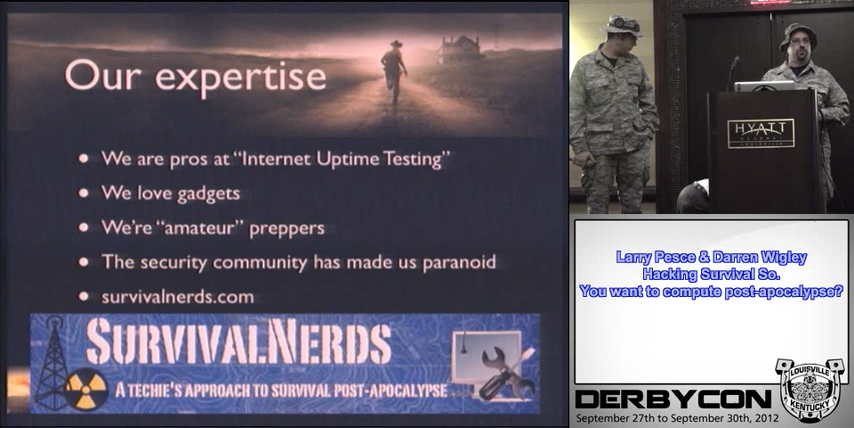 Our expertise
We are pros at “Internet Uptime Testing”
We love gadgets
We're “amateur” preppers
The security community has made us paranoid
survivalnerds.com
SURVIVALNERDS
A TECHIE'S APPROACH TO SURVIVAL POST-APOCALYPSE
HYATT
Larry Pesce & Darren Wigley
Hacking Survival So.
You want to compute post-apocalypse?
DERBYCON
September 27th to September 30th, 2012
LOUISVILLE
KENTUCKY